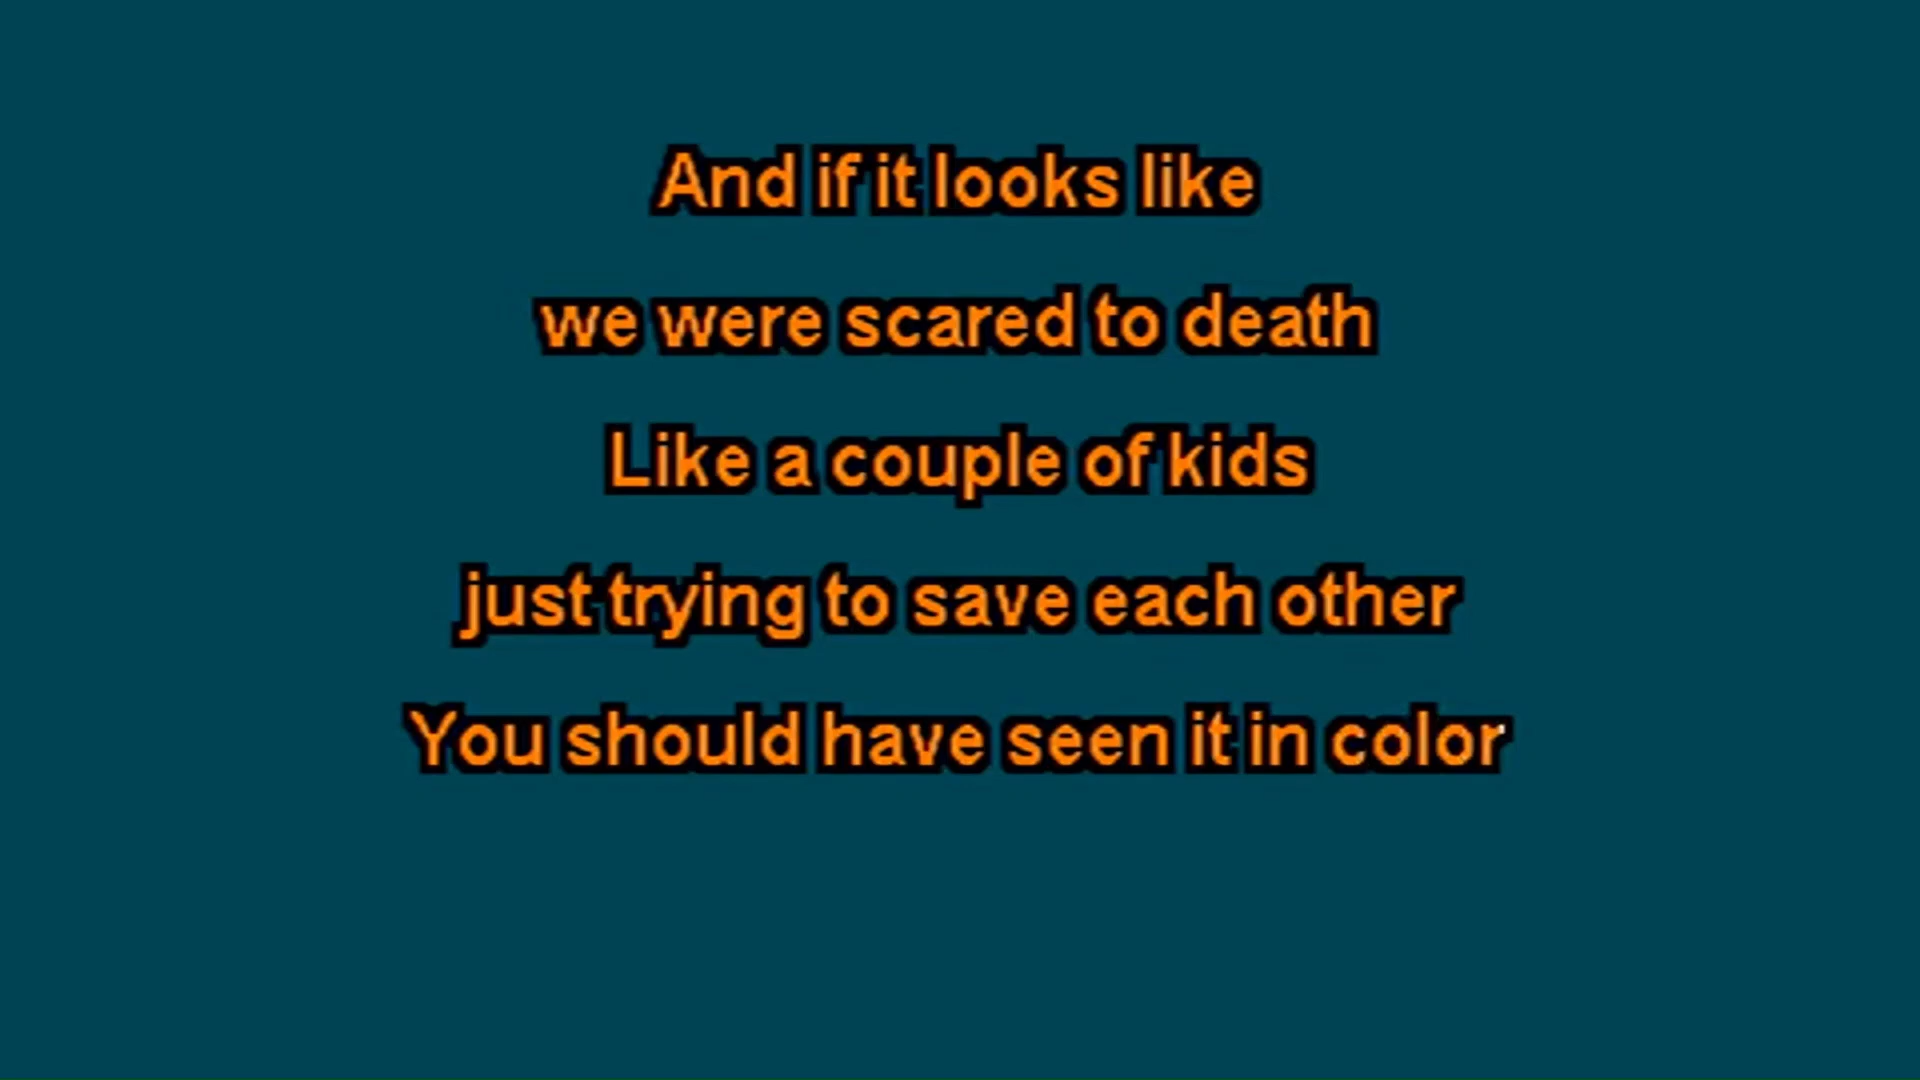 And if it looks like
we were scared to death
Like a couple of kids
just trying to save each other
You should have seen it in color